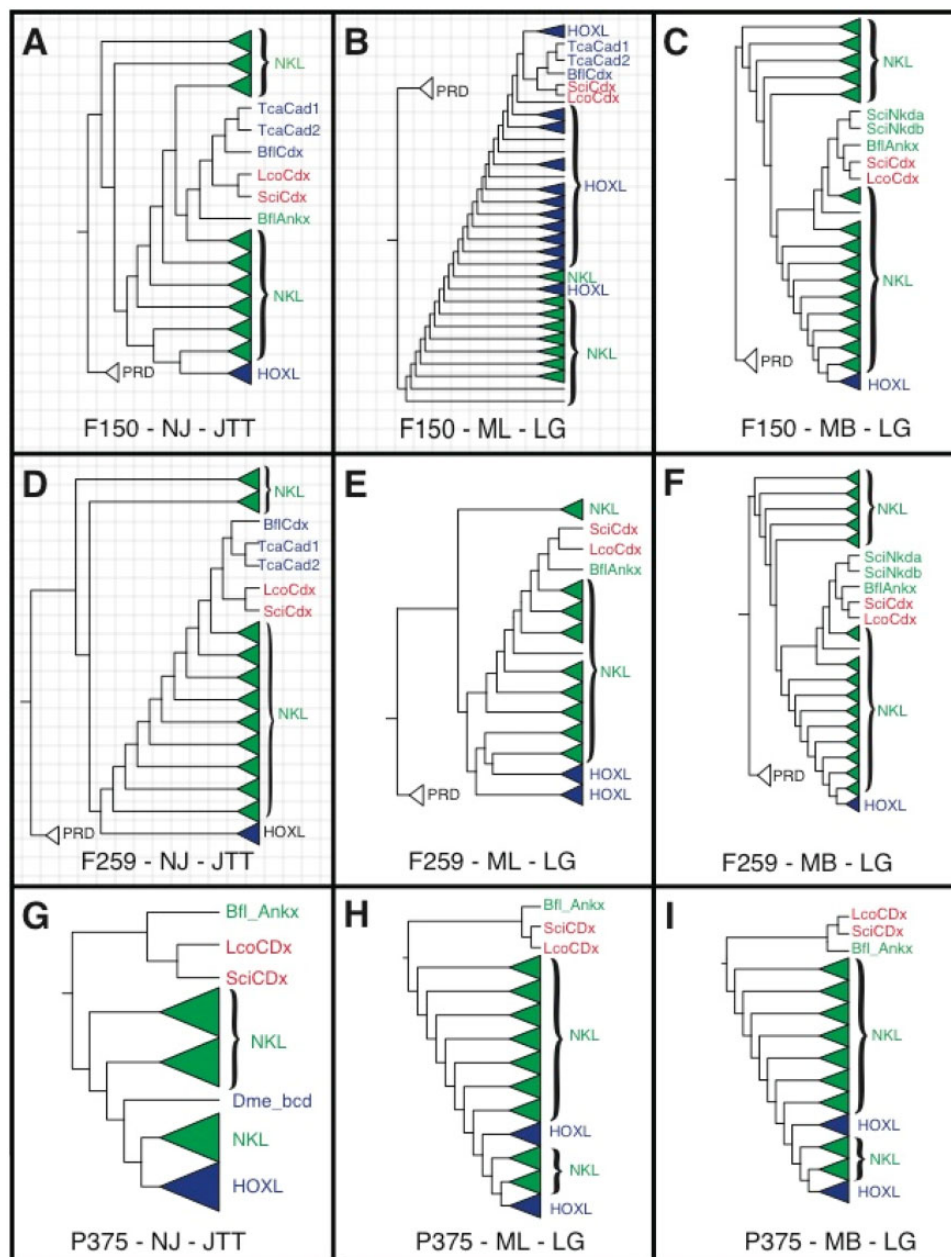 A
NKL
TcaCad1
TcaCad2
BflCdx
LcoCdx
SciCdx
BflAnkx
NKL
PRD
HOXL
F150 - NJ - JTT
B
HOXL
TcaCad1
TcaCad2
BflCdx
SciCdx
LcoCdx
PRD
HOXL
NKL
HOXL
NKL
F150 - ML - LG
C
NKL
SciNkda
SciNkdb
BflAnkx
SciCdx
LcoCdx
NKL
PRD
HOXL
F150 - MB - LG
D
NKL
BflCdx
TcaCad1
TcaCad2
LcoCdx
SciCdx
NKL
PRD
HOXL
F259 - NJ - JTT
E
NKL
SciCdx
LcoCdx
BflAnkx
NKL
HOXL
PRD
HOXL
F259 - ML - LG
F
NKL
SciNkda
SciNkdb
BflAnkx
SciCdx
LcoCdx
NKL
PRD
HOXL
F259 - MB - LG
G
Bfl_Ankx
LcoCDx
SciCDx
NKL
Dme_bcd
NKL
HOXL
P375 - NJ - JTT
H
Bfl_Ankx
SciCDx
LcoCDx
NKL
HOXL
NKL
HOXL
P375 - ML - LG
I
LcoCDx
SciCDx
Bfl_Ankx
NKL
HOXL
NKL
HOXL
P375 - MB - LG